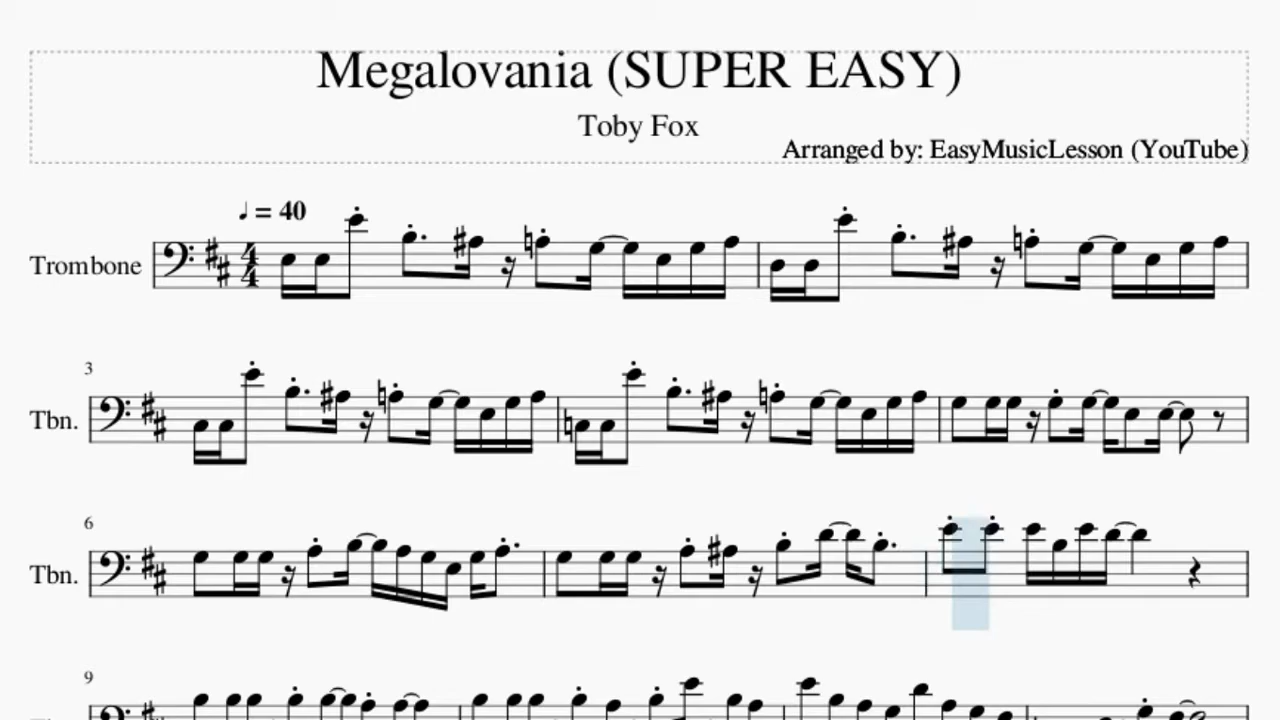 Megalovania (SUPER EASY)
Toby Fox
Arranged by: EasyMusicLesson (YouTube)
♩ = 40
Trombone
3
Tbn.
6
Tbn.
9